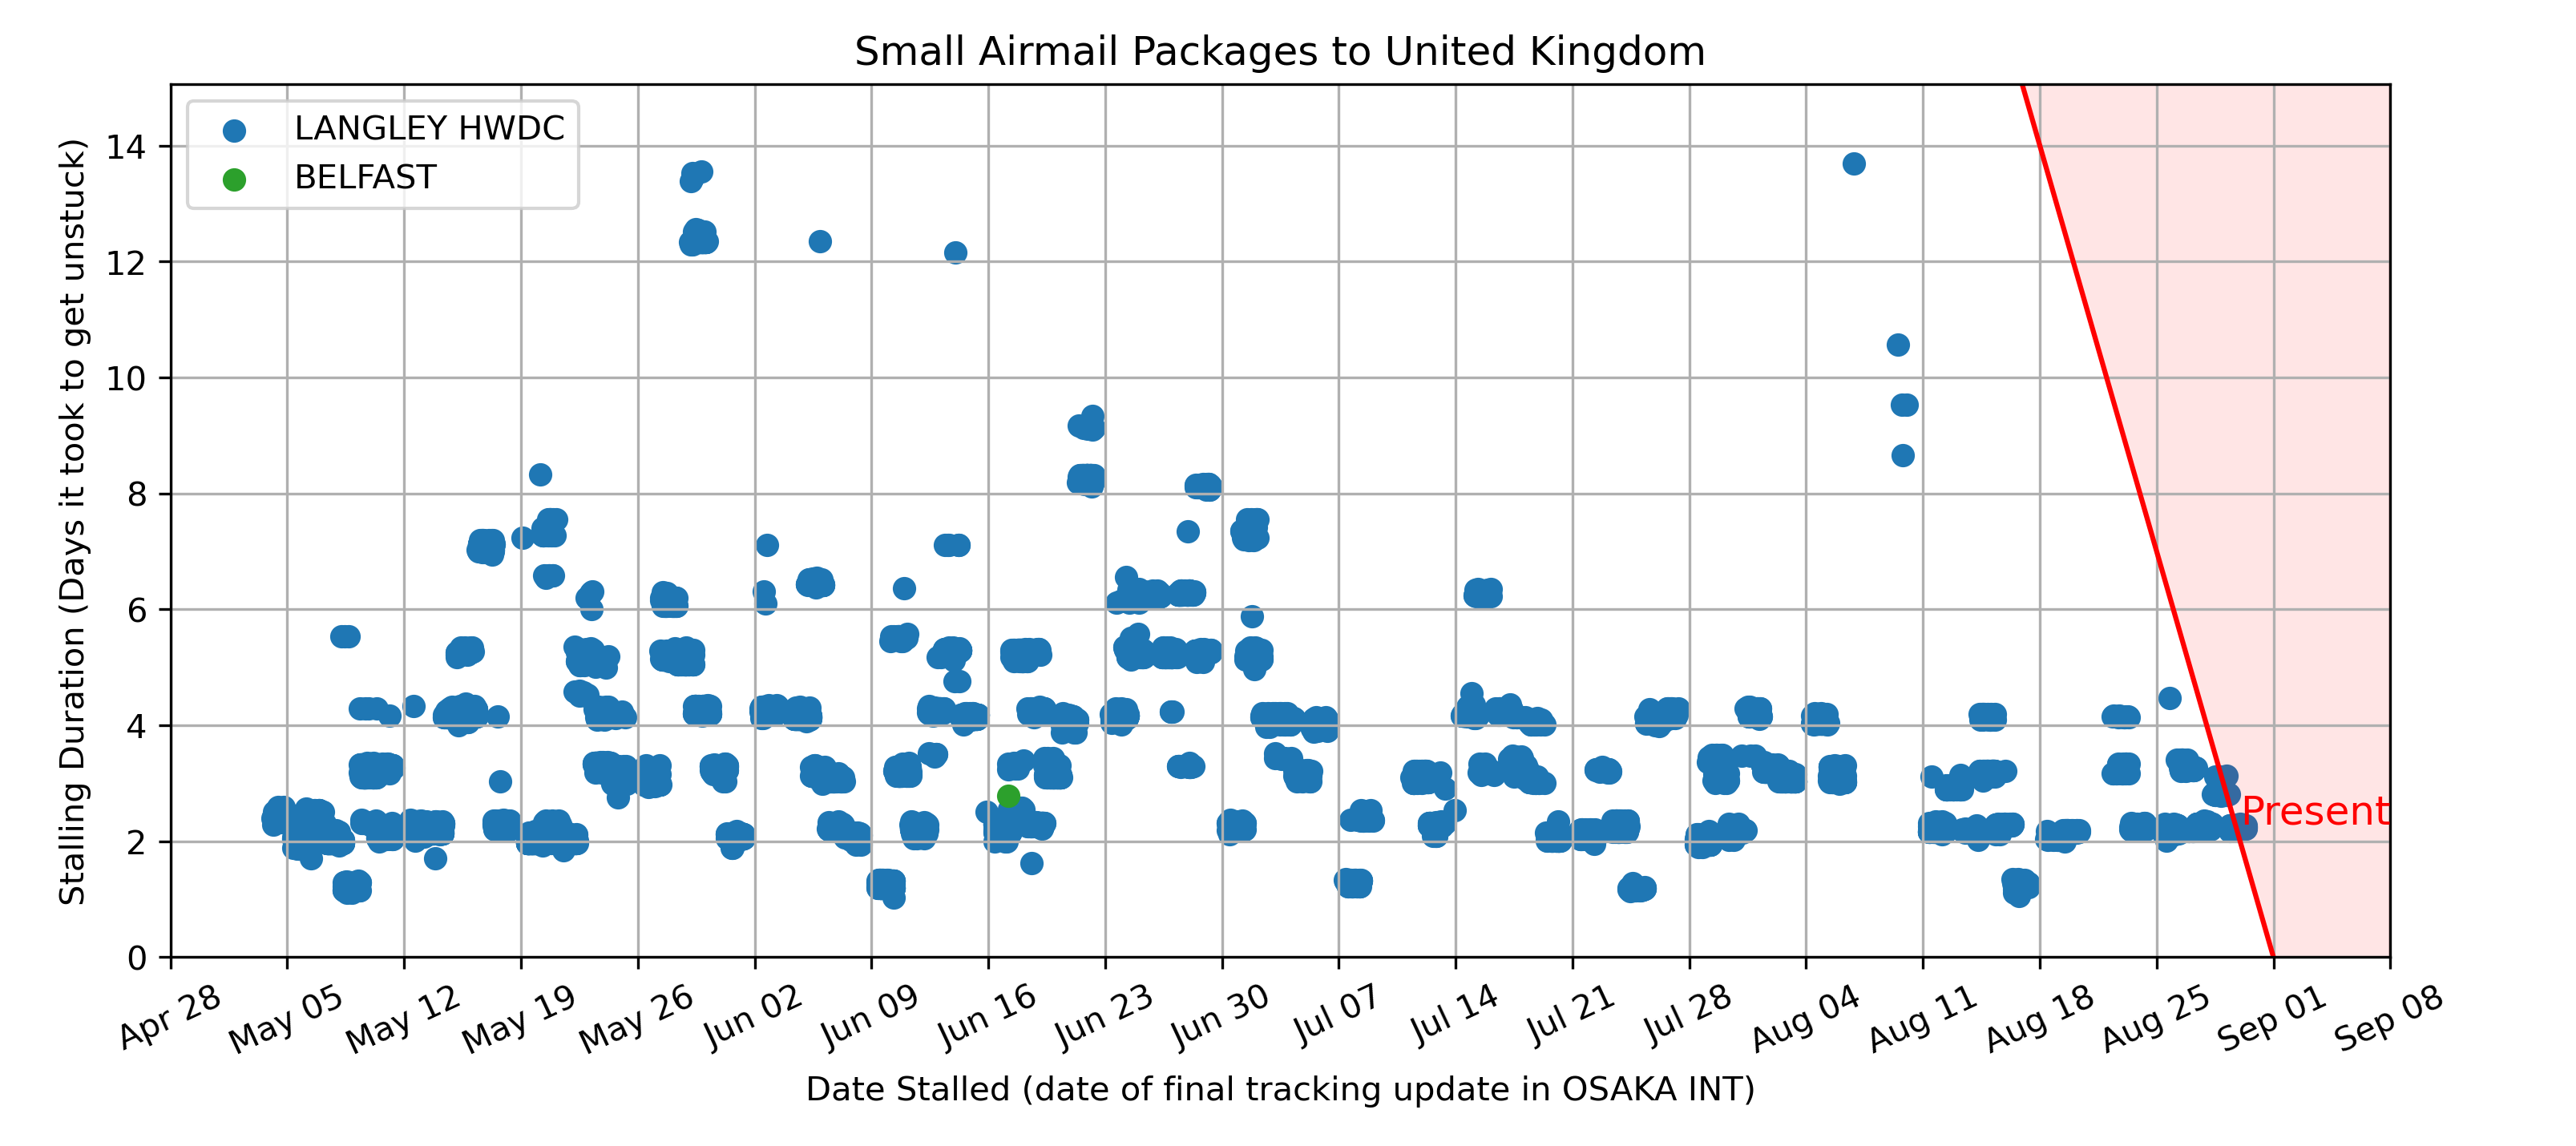 Small Airmail Packages to United Kingdom
LANGLEY HWDC
BELFAST
Stalling Duration (Days it took to get unstuck)
14
12
10
8
6
4
2
0
Present
Apr 28
May 05
May 12
May 19
May 26
Jun 02
Jun 09
Jun 16
Jun 23
Jun 30
Jul 07
Jul 14
Jul 21
Jul 28
Aug 04
Aug 11
Aug 18
Aug 25
Sep 01
Sep 08
Date Stalled (date of final tracking update in OSAKA INT)